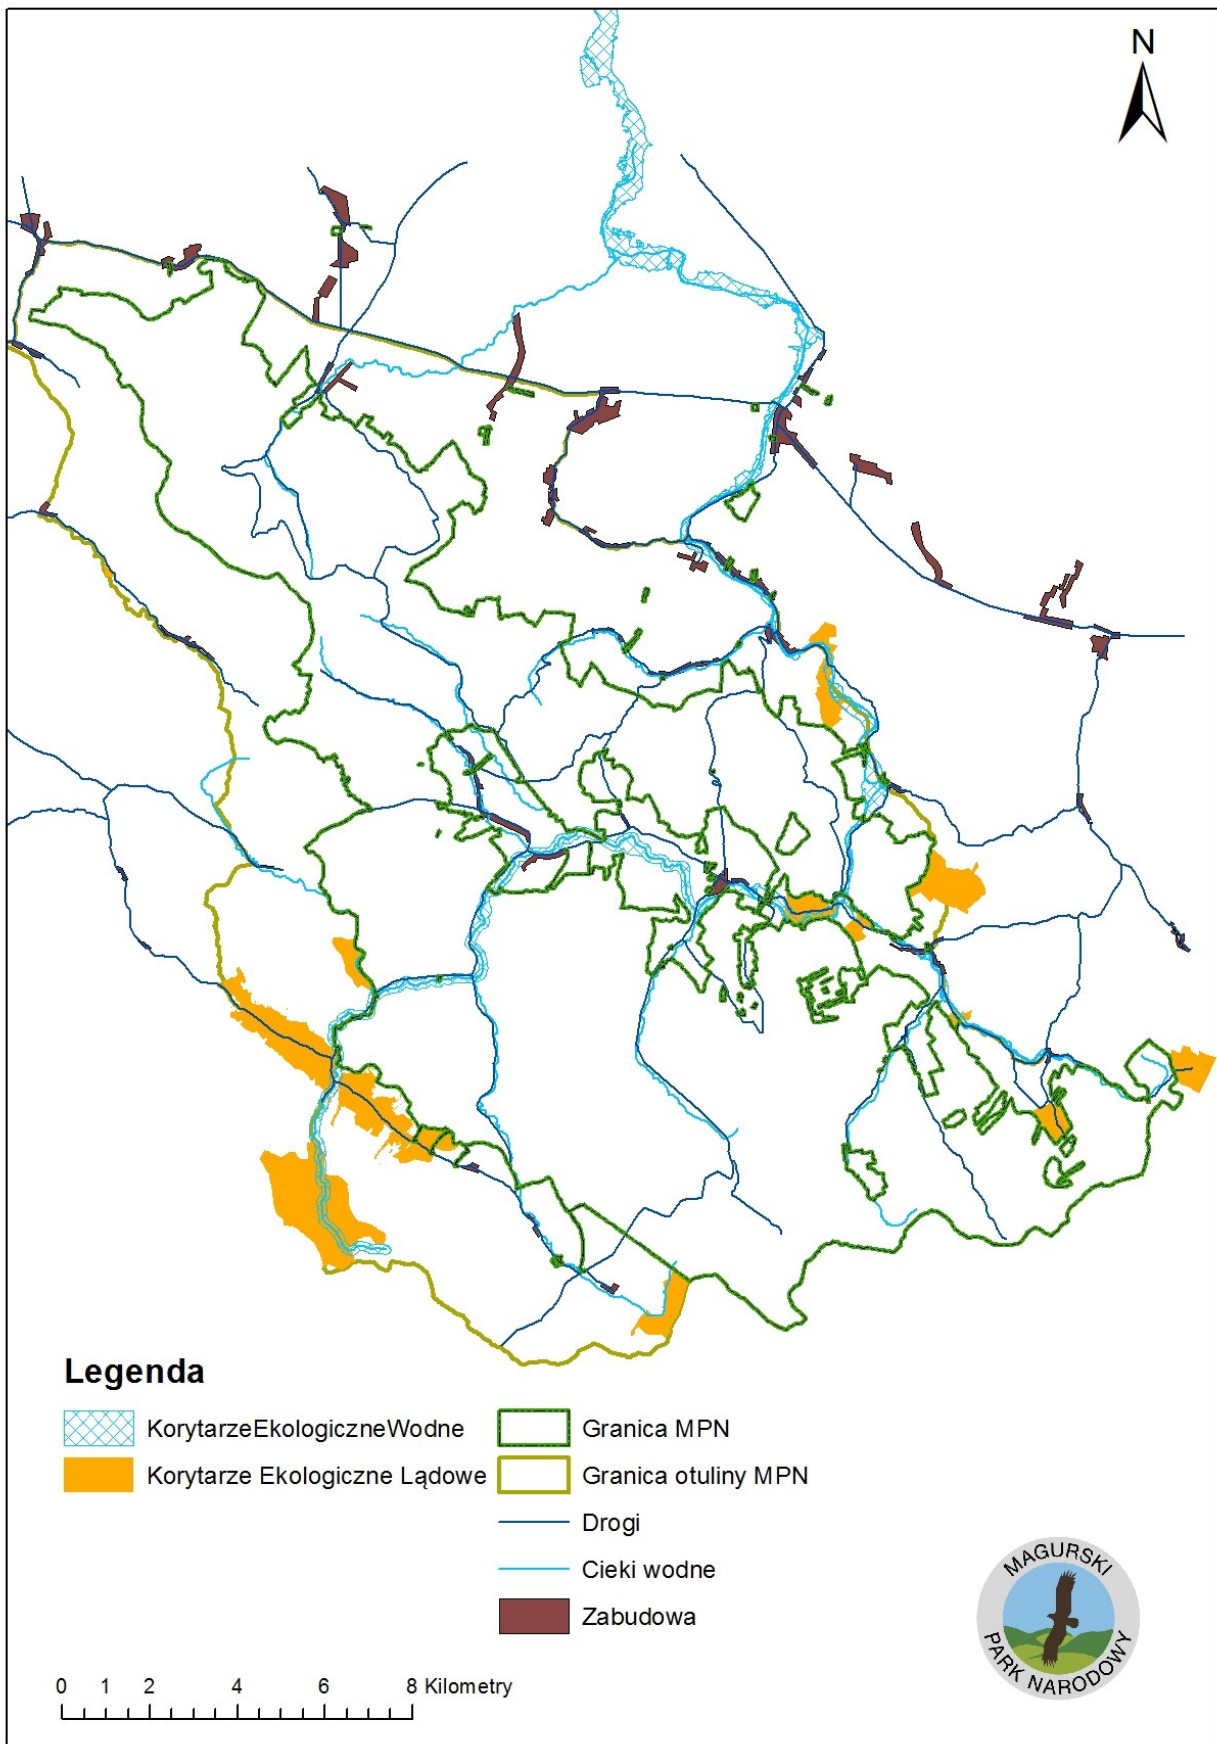 N
Legenda
KorytarzeEkologiczneWodne
Korytarze Ekologiczne Lądowe
Granica MPN
Granica otuliny MPN
Drogi
Cieki wodne
Zabudowa
MAGURSKI
PARK NARODOWY
0 1 2 4 6 8 Kilometry